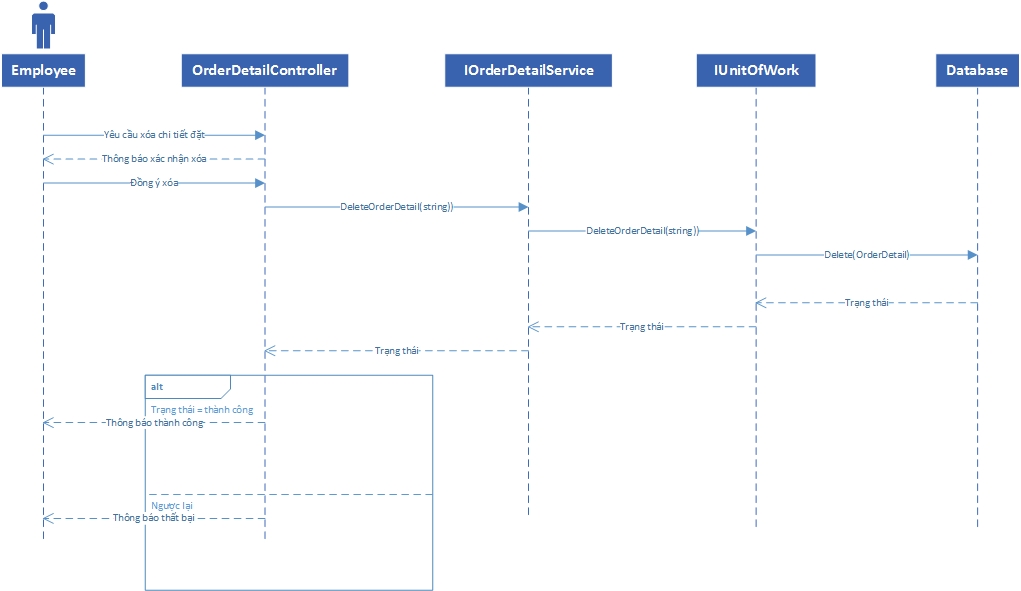 Employee
OrderDetailController
IOrderDetailService
IUnitOfWork
Database
Yêu cầu xóa chi tiết đặt
Thông báo xác nhận xóa
Đồng ý xóa
DeleteOrderDetail(string))
DeleteOrderDetail(string))
Delete(OrderDetail)
Trạng thái
Trạng thái
Trạng thái
alt
Trạng thái = thành công
Thông báo thành công
Ngược lại
Thông báo thất bại